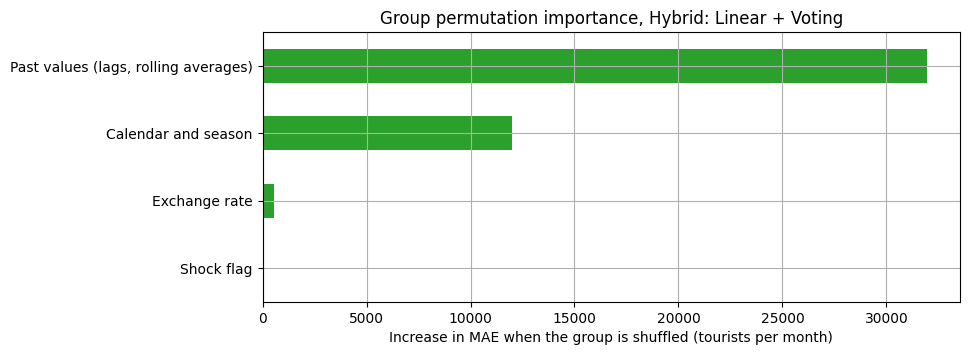 Group permutation importance, Hybrid: Linear + Voting
Past values (lags, rolling averages)
Calendar and season
Exchange rate
Shock flag
0 5000 10000 15000 20000 25000 30000
Increase in MAE when the group is shuffled (tourists per month)